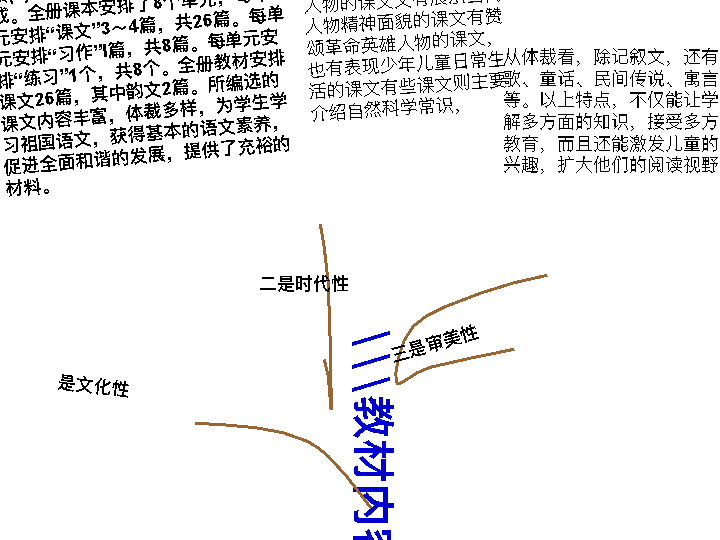 成。全册课本安排了8个单元，每单
元安排“课文”3～4篇，共26篇。每单
元安排“习作”1篇，共8篇。每单元安
排“练习”1个，共8个。全册教材安排
课文26篇，其中韵文2篇。所编选的
课文内容丰富，体裁多样，为学生学
习祖国语文，获得基本的语文素养，
促进全面和谐的发展，提供了充裕的
材料。
人物精神面貌的课文有赞
颂革命英雄人物的课文，
也有表现少年儿童日常生
活的课文有些课文则主要
介绍自然科学常识，
从体裁看，除记叙文，还有
歌、童话、民间传说、寓言
等。以上特点，不仅能让学
解多方面的知识，接受多方
教育，而且还能激发儿童的
兴趣，扩大他们的阅读视野
二是时代性
三是审美性
是文化性
三教材内容